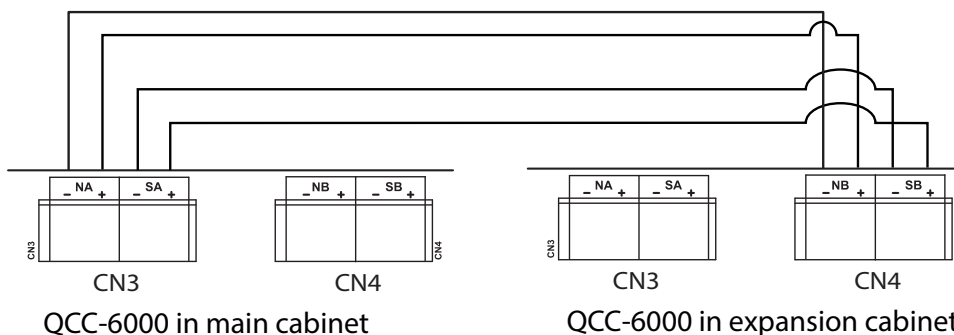 NA SA NB SB NA SA NB SB
− + − + − + − + − + − + − + − +
CN3 CN4 CN3
CN3 CN4 CN3 CN4
QCC-6000 in main cabinet QCC-6000 in expansion cabinet